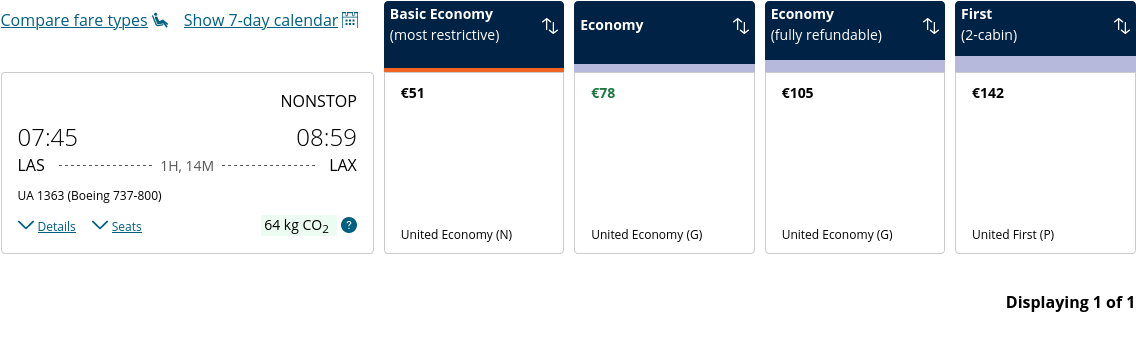 Compare fare types Show 7-day calendar
Basic Economy
(most restrictive)
Economy
Economy
(fully refundable)
First
(2-cabin)
NONSTOP
07:45 08:59
LAS 1H, 14M LAX
UA 1363 (Boeing 737-800)
Details Seats 64 kg CO2 ?
€51
United Economy (N)
€78
United Economy (G)
€105
United Economy (G)
€142
United First (P)
Displaying 1 of 1